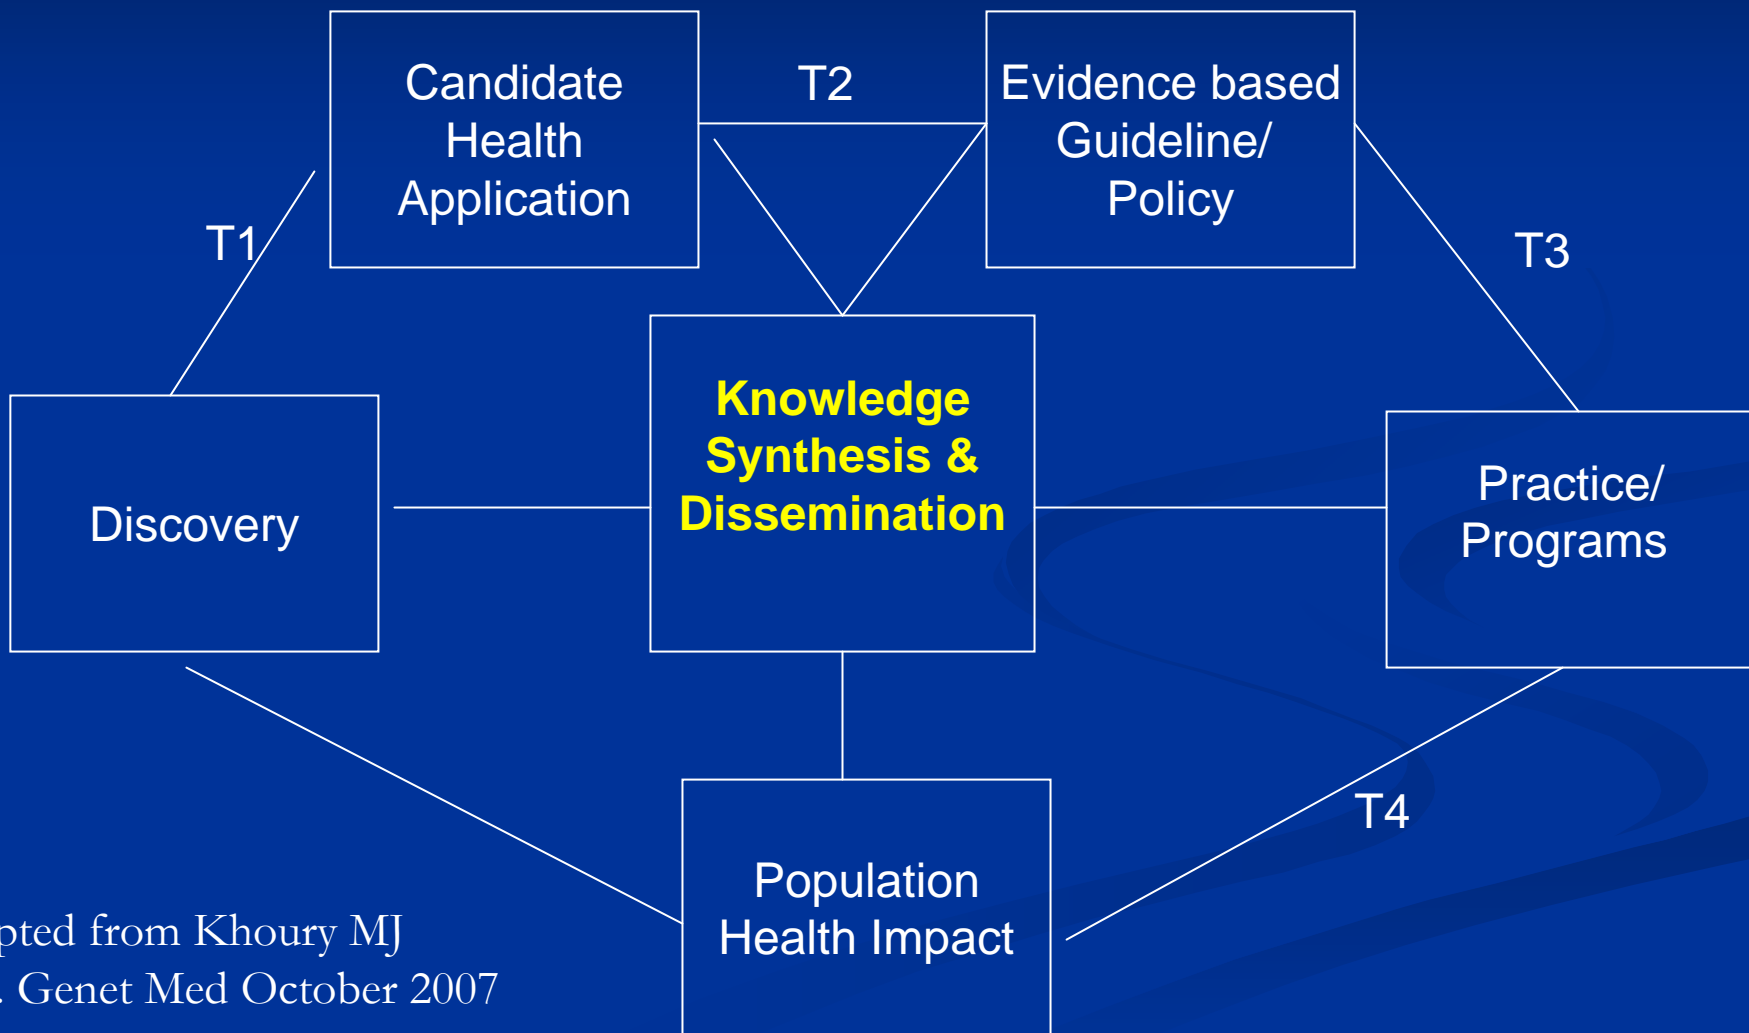 Candidate
Health
Application
T2
Evidence based
Guideline/
Policy
T1
T3
Knowledge
Synthesis &
Dissemination
Discovery
Practice/
Programs
T4
Population
Health Impact
pted from Khoury MJ
. Genet Med October 2007